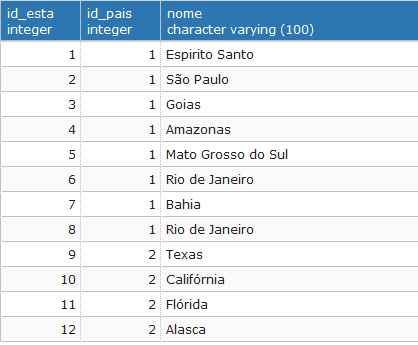 id_esta id_pais nome
integer integer character varying (100)
1 1 Espirito Santo
2 1 São Paulo
3 1 Goias
4 1 Amazonas
5 1 Mato Grosso do Sul
6 1 Rio de Janeiro
7 1 Bahia
8 1 Rio de Janeiro
9 2 Texas
10 2 Califórnia
11 2 Flórida
12 2 Alasca